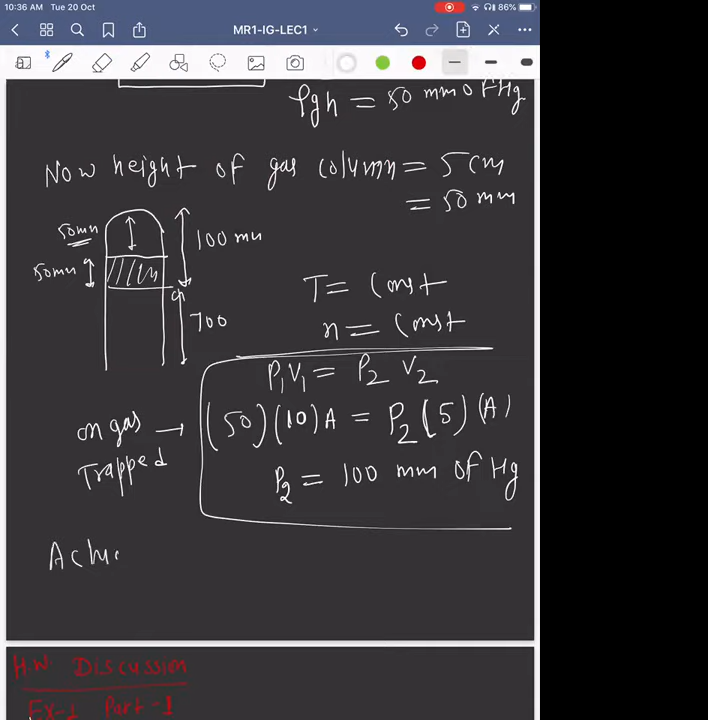 10:36 AM Tue 20 Oct 86%
MR1-IG-LEC1
ρgh = 50 mm OF Hg
Now height of gas column = 5 cm
= 50 mm
50mm
100 mm
50mm
700
T = Const
n = Const
P₁V₁ = P₂ V₂
on gas → (50)(10)A = P₂(5)(A)
Trapped
P₂ = 100 mm of Hg
H.W. Discussion
Ex-1 Part-1